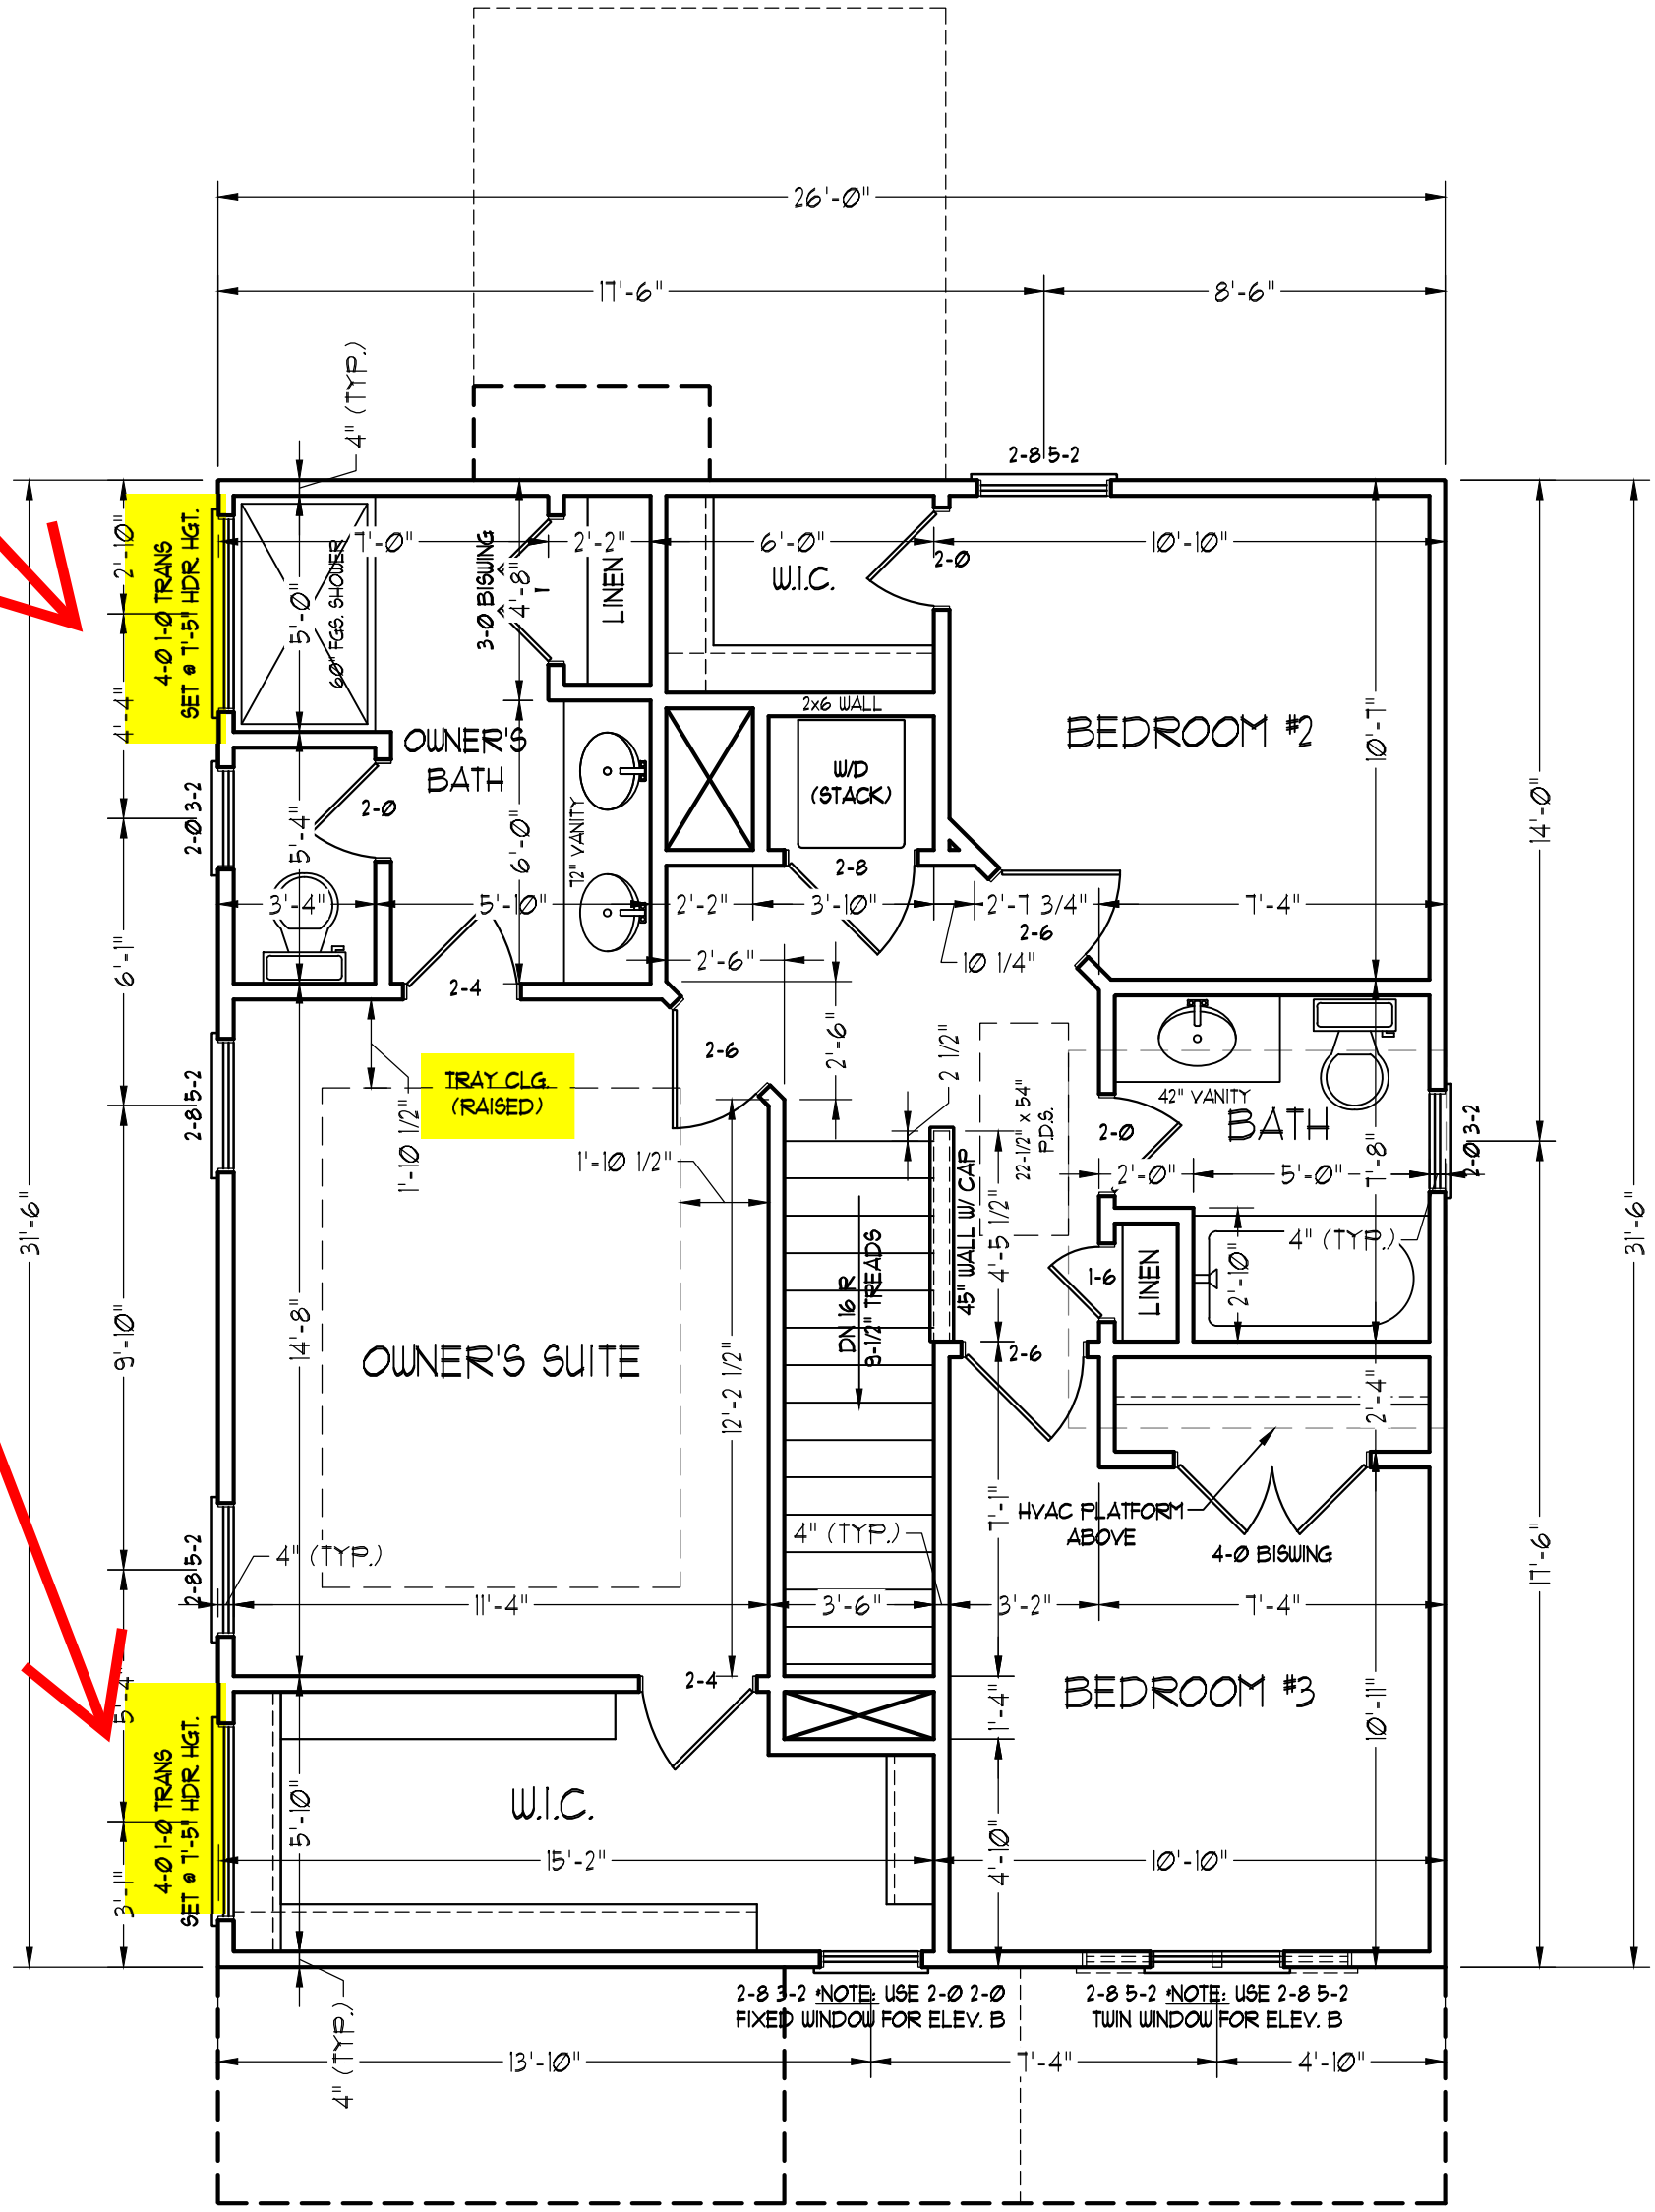 26'-0"
17'-6"
8'-6"
4" (TYP.)
2-8 5-2
2'-10"
4-0 1-0 TRANS
SET @ 7'-5" HDR. HGT.
7'-0"
5'-0"
60" FGS. SHOWER
3-0 BISWING
4'-8"
2'-2"
LINEN
6'-0"
W.I.C.
2-0
10'-10"
4'-4"
2x6 WALL
OWNER'S
BATH
BEDROOM #2
10'-7"
W/D
(STACK)
2-0 3-2
2-0
5'-4"
6'-0"
72" VANITY
2-8
14'-0"
3'-4"
5'-10"
2'-2"
3'-10"
2'-7 3/4"
7'-4"
2-6
10 1/4"
2'-6"
6'-1"
2-4
2-6
2'-6"
2 1/2"
TRAY CLG.
(RAISED)
1'-10 1/2"
1'-10 1/2"
2-8 5-2
22-1/2" x 54"
P.D.S.
42" VANITY
BATH
2-0
2-0 3-2
2'-0"
5'-0"
7'-8"
31'-6"
31'-6"
45" WALL W/ CAP
4'-5 1/2"
4" (TYP.)
2'-10"
LINEN
1-6
DN 16 R
9-1/2" TREADS
9'-10"
14'-8"
OWNER'S SUITE
12'-2 1/2"
2-6
2'-4"
7'-1"
HVAC PLATFORM
ABOVE
4-0 BISWING
4" (TYP.)
4" (TYP.)
2-8 5-2
17'-6"
11'-4"
3'-6"
3'-2"
7'-4"
5'-4"
2-4
BEDROOM #3
1'-4"
10'-11"
4-0 1-0 TRANS
SET @ 7'-5" HDR. HGT.
5'-10"
W.I.C.
15'-2"
4'-10"
10'-10"
3'-1"
2-8 3-2 *NOTE: USE 2-0 2-0
FIXED WINDOW FOR ELEV. B
2-8 5-2 *NOTE: USE 2-8 5-2
TWIN WINDOW FOR ELEV. B
4" (TYP.)
13'-10"
7'-4"
4'-10"